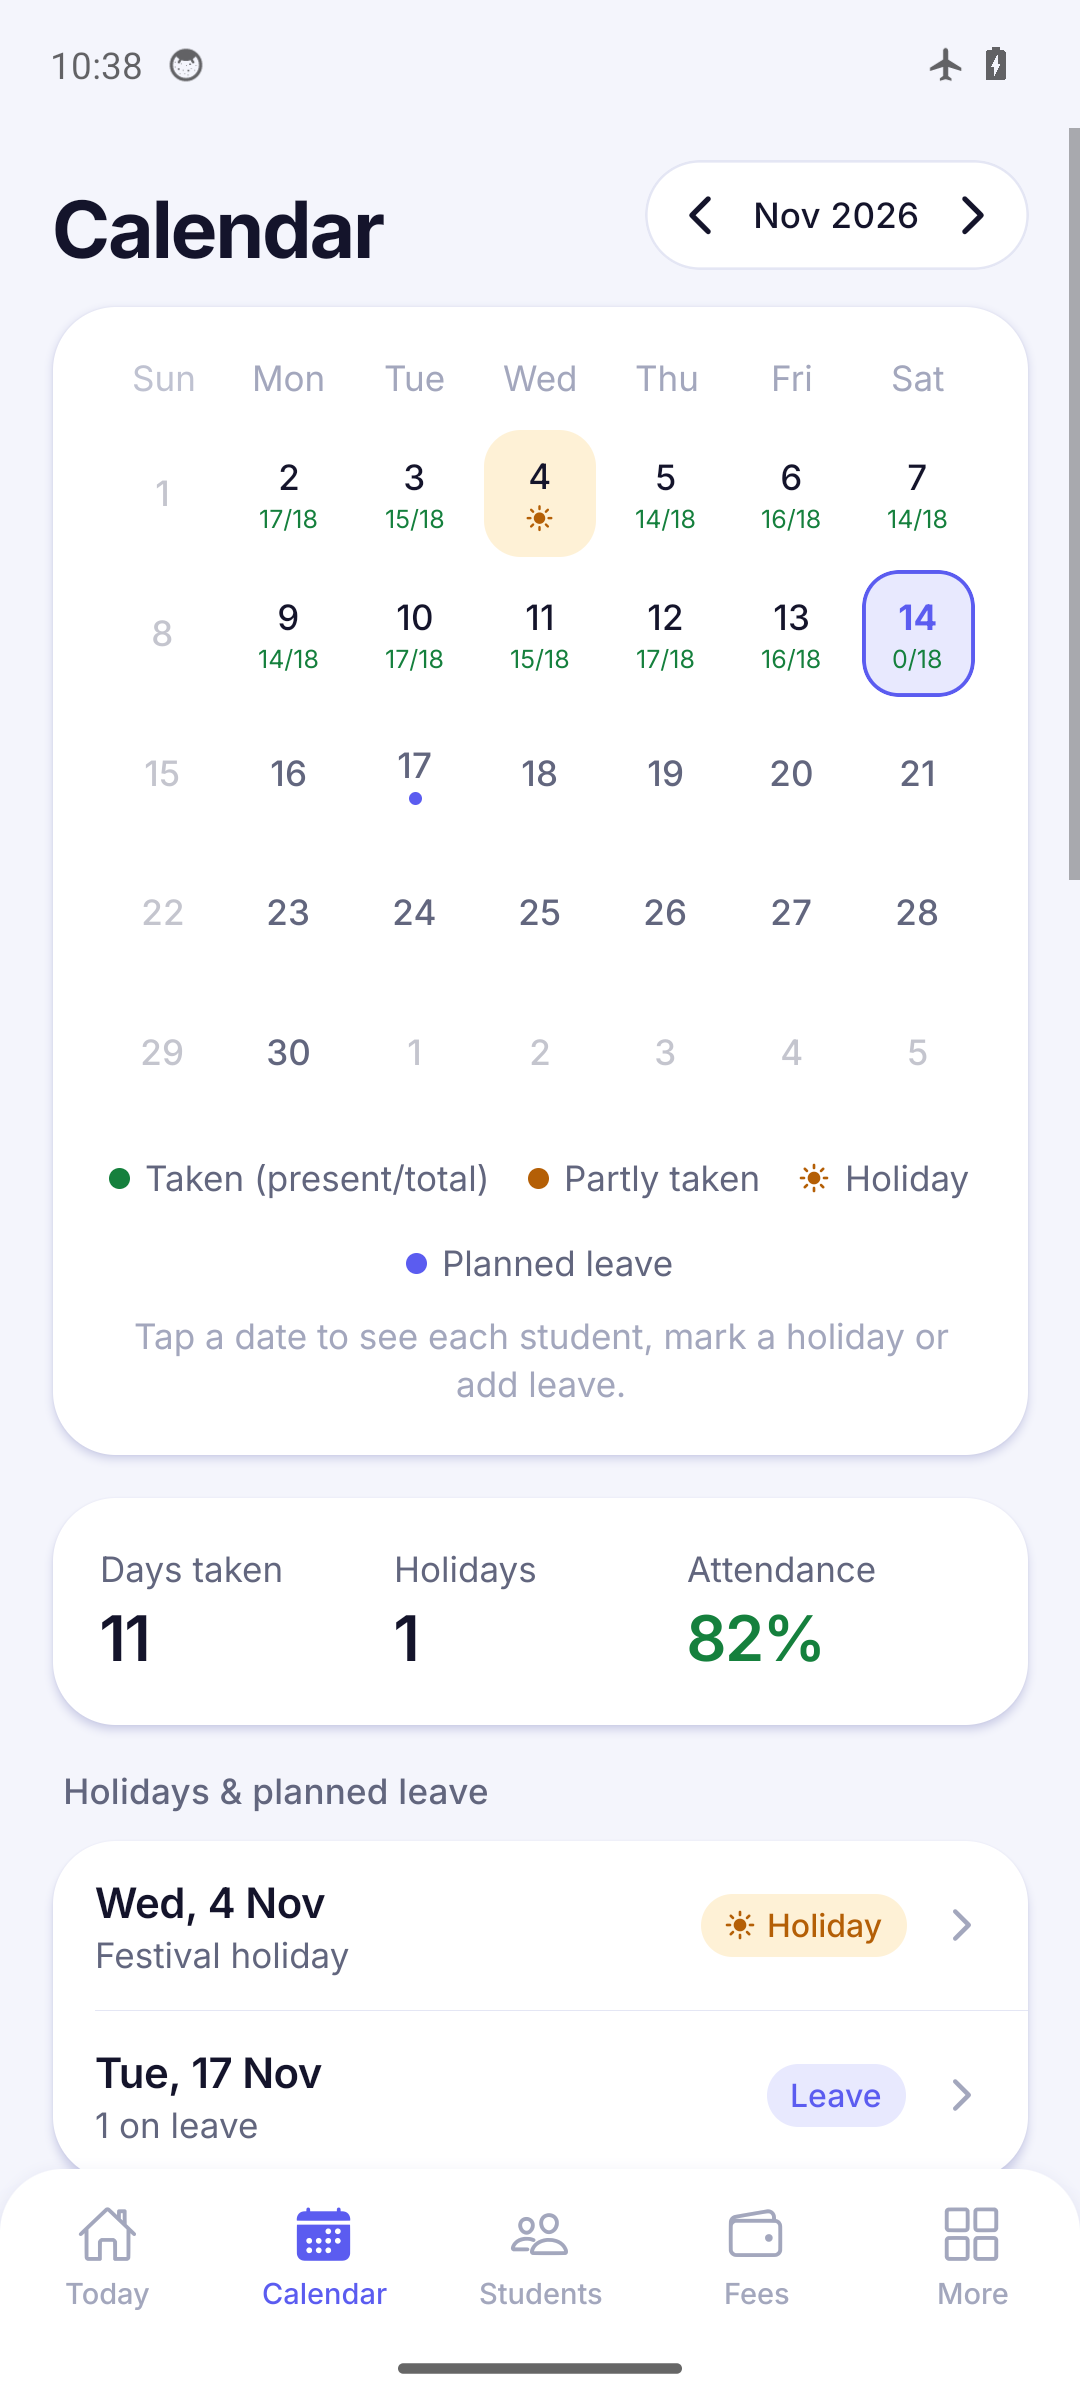 10:38
Calendar
Nov 2026
Sun Mon Tue Wed Thu Fri Sat
1 2 3 4 5 6 7
17/18 15/18 14/18 16/18 14/18
8 9 10 11 12 13 14
14/18 17/18 15/18 17/18 16/18 0/18
15 16 17 18 19 20 21
22 23 24 25 26 27 28
29 30 1 2 3 4 5
Taken (present/total) Partly taken Holiday
Planned leave
Tap a date to see each student, mark a holiday or
add leave.
Days taken Holidays Attendance
11 1 82%
Holidays & planned leave
Wed, 4 Nov
Festival holiday
Holiday
Tue, 17 Nov
1 on leave
Leave
Today Calendar Students Fees More